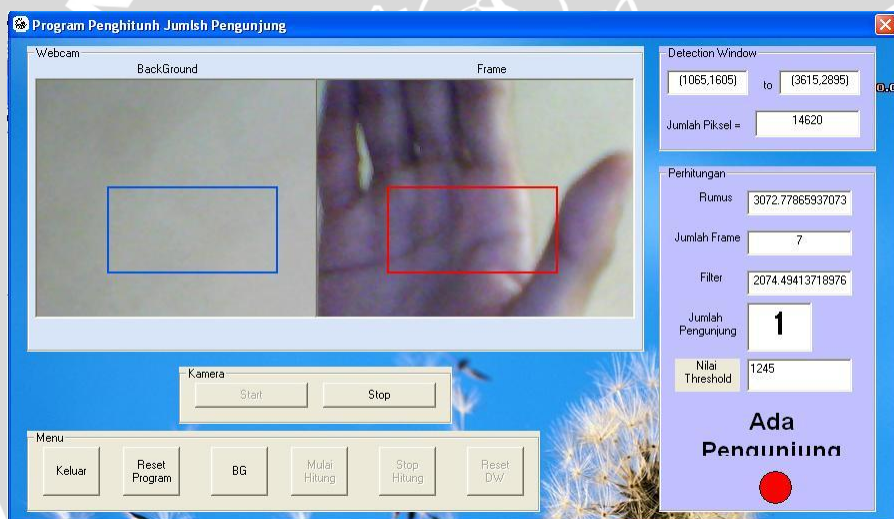 Program Penghitunh Jumlsh Pengunjung
Webcam
BackGround
Frame
Kamera
Start
Stop
Menu
Keluar
Reset
Program
BG
Mulai
Hitung
Stop
Hitung
Reset
DW
Detection Window
(1065,1605)
to
(3615,2895)
Jumlah Piksel =
14620
Perhitungan
Rumus
3072.77865937073
Jumlah Frame
7
Filter
2074.49413718976
Jumlah
Pengunjung
1
Nilai
Threshold
1245
Ada
Pengunjung